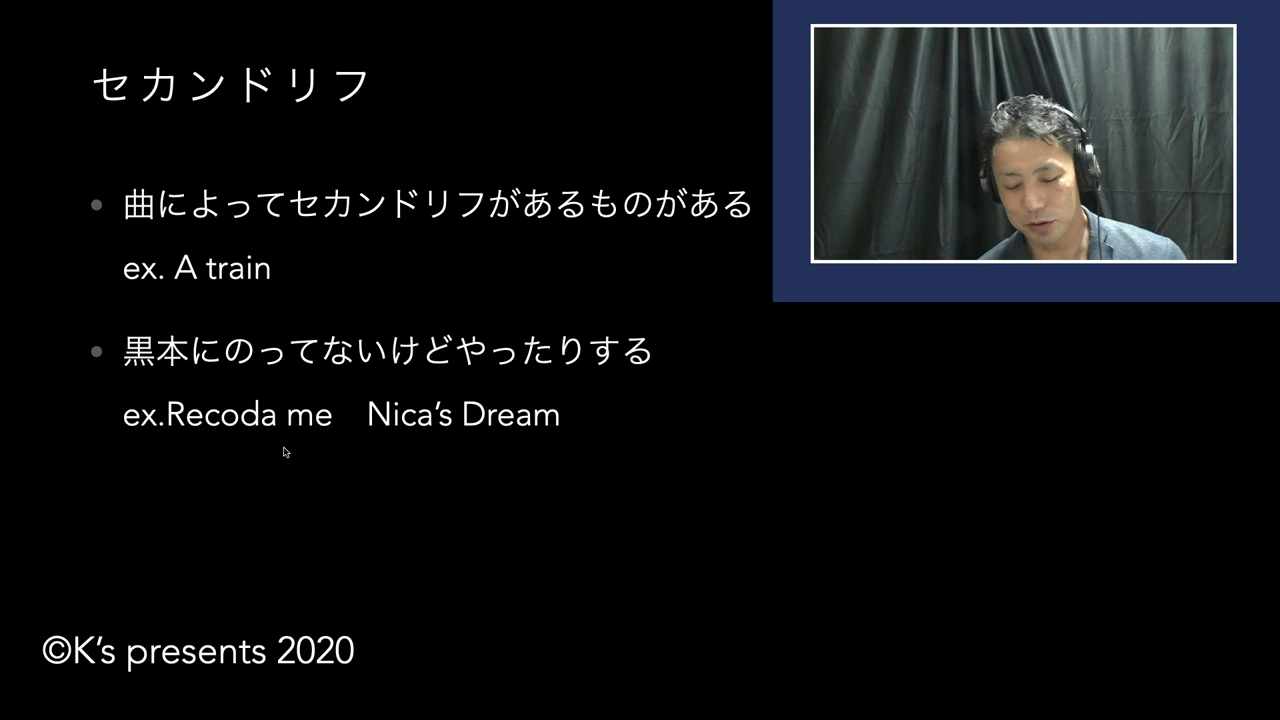 セカンドリフ
曲によってセカンドリフがあるものがある
ex. A train
黒本にのってないけどやったりする
ex.Recoda me　Nica’s Dream
©K’s presents 2020